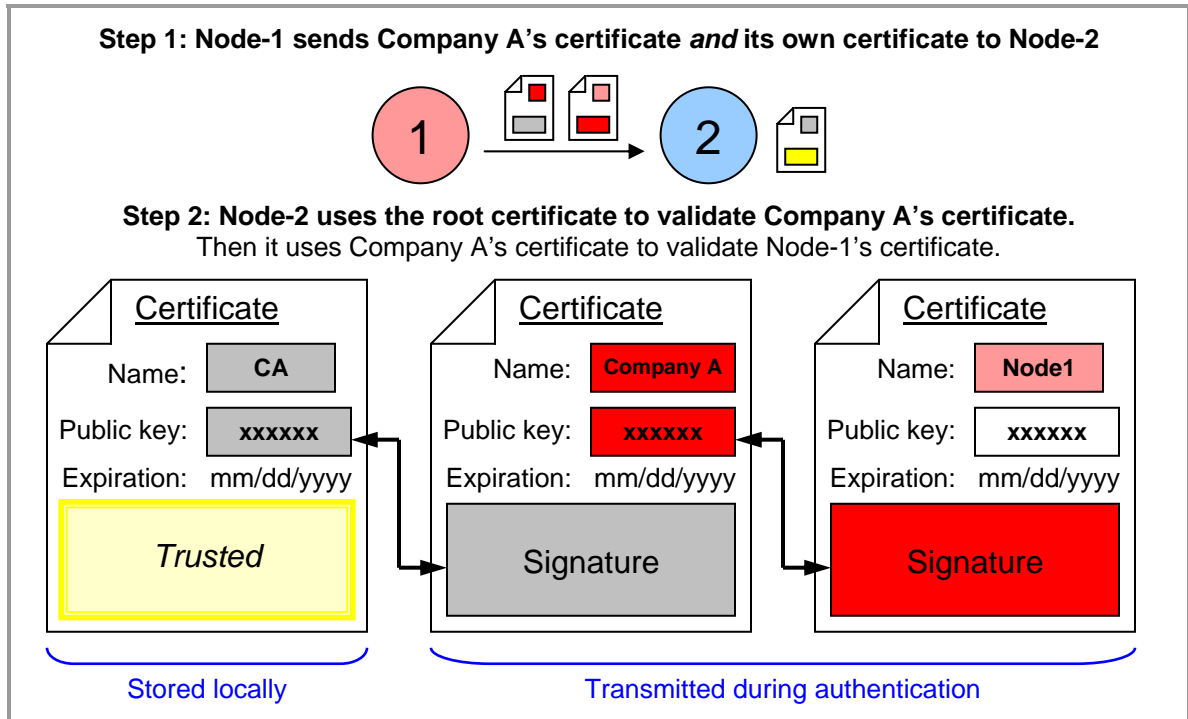 Step 1: Node-1 sends Company A’s certificate and its own certificate to Node-2
1
2
Step 2: Node-2 uses the root certificate to validate Company A’s certificate.
Then it uses Company A’s certificate to validate Node-1’s certificate.
Certificate
Name: CA
Public key: xxxxxx
Expiration: mm/dd/yyyy
Trusted
Certificate
Name: Company A
Public key: xxxxxx
Expiration: mm/dd/yyyy
Signature
Certificate
Name: Node1
Public key: xxxxxx
Expiration: mm/dd/yyyy
Signature
Stored locally
Transmitted during authentication